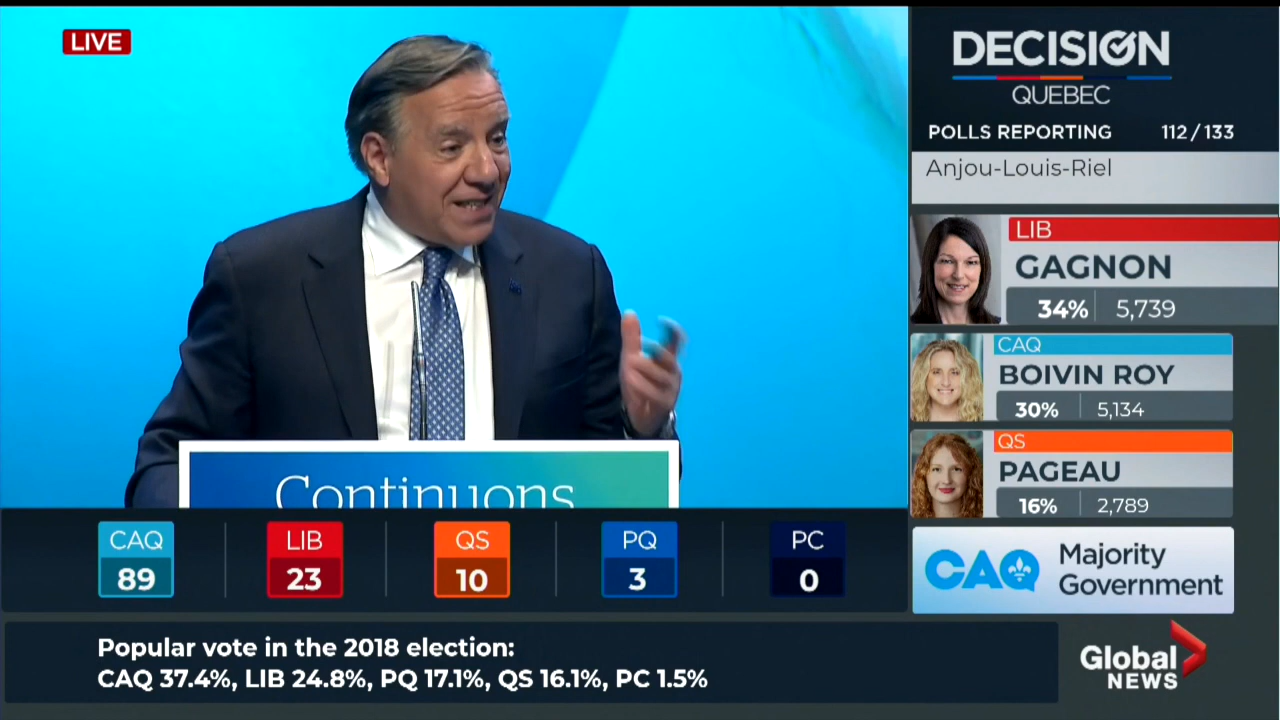 LIVE
Continuons
DECISION
QUEBEC
POLLS REPORTING 112/133
Anjou-Louis-Riel
LIB
GAGNON
34% 5,739
CAQ
BOIVIN ROY
30% 5,134
QS
PAGEAU
16% 2,789
CAQ Majority
Government
CAQ LIB QS PQ PC
89 23 10 3 0
Popular vote in the 2018 election:
CAQ 37.4%, LIB 24.8%, PQ 17.1%, QS 16.1%, PC 1.5%
Global
NEWS